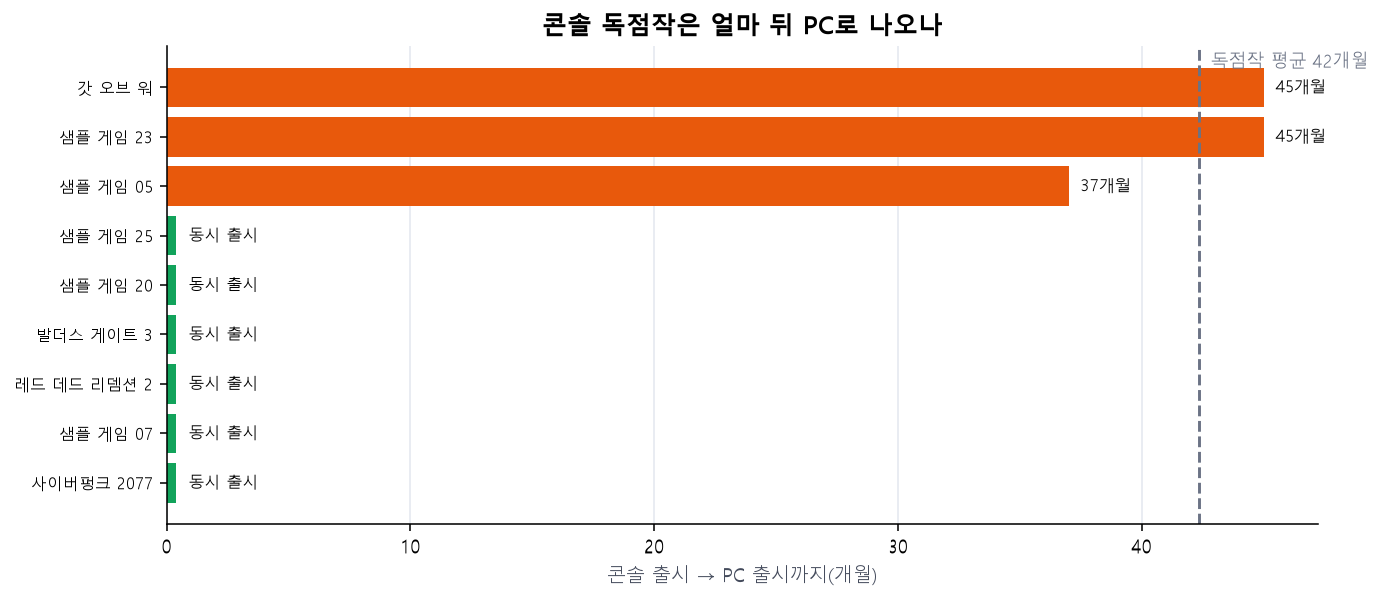 콘솔 독점작은 얼마 뒤 PC로 나오나
독점작 평균 42개월
갓 오브 워 45개월
샘플 게임 23 45개월
샘플 게임 05 37개월
샘플 게임 25 동시 출시
샘플 게임 20 동시 출시
발더스 게이트 3 동시 출시
레드 데드 리뎀션 2 동시 출시
샘플 게임 07 동시 출시
사이버펑크 2077 동시 출시
0 10 20 30 40
콘솔 출시 → PC 출시까지(개월)